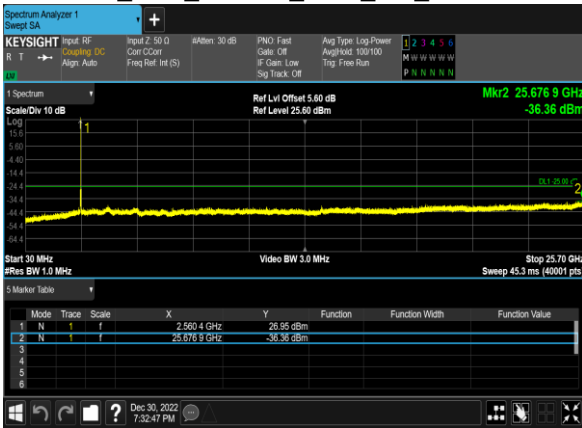 Spectrum Analyzer 1
Swept SA
+
KEYSIGHT Input: RF Input Z: 50 Ω #Atten: 30 dB PNO: Fast Avg Type: Log-Power 1 2 3 4 5 6
R T Coupling: DC Corr CCorr Gate: Off Avg|Hold: 100/100 M W W W W W
Align: Auto Freq Ref: Int (S) IF Gain: Low Trig: Free Run
LU Sig Track: Off P N N N N N
1 Spectrum Ref Lvl Offset 5.60 dB Mkr2 25.676 9 GHz
Scale/Div 10 dB Ref Level 25.60 dBm -36.36 dBm
Log
15.6
1
5.60
-4.40
-14.4
-24.4
DL1 -25.00
2
-34.4
-44.4
-54.4
-64.4
Start 30 MHz Video BW 3.0 MHz Stop 25.70 GHz
#Res BW 1.0 MHz Sweep 45.3 ms (40001 pts
5 Marker Table
Mode Trace Scale X Y Function Function Width Function Value
1 N 1 f 2.560 4 GHz 26.95 dBm
2 N 1 f 25.676 9 GHz -36.36 dBm
3
4
5
6
? Dec 30, 2022
7:32:47 PM